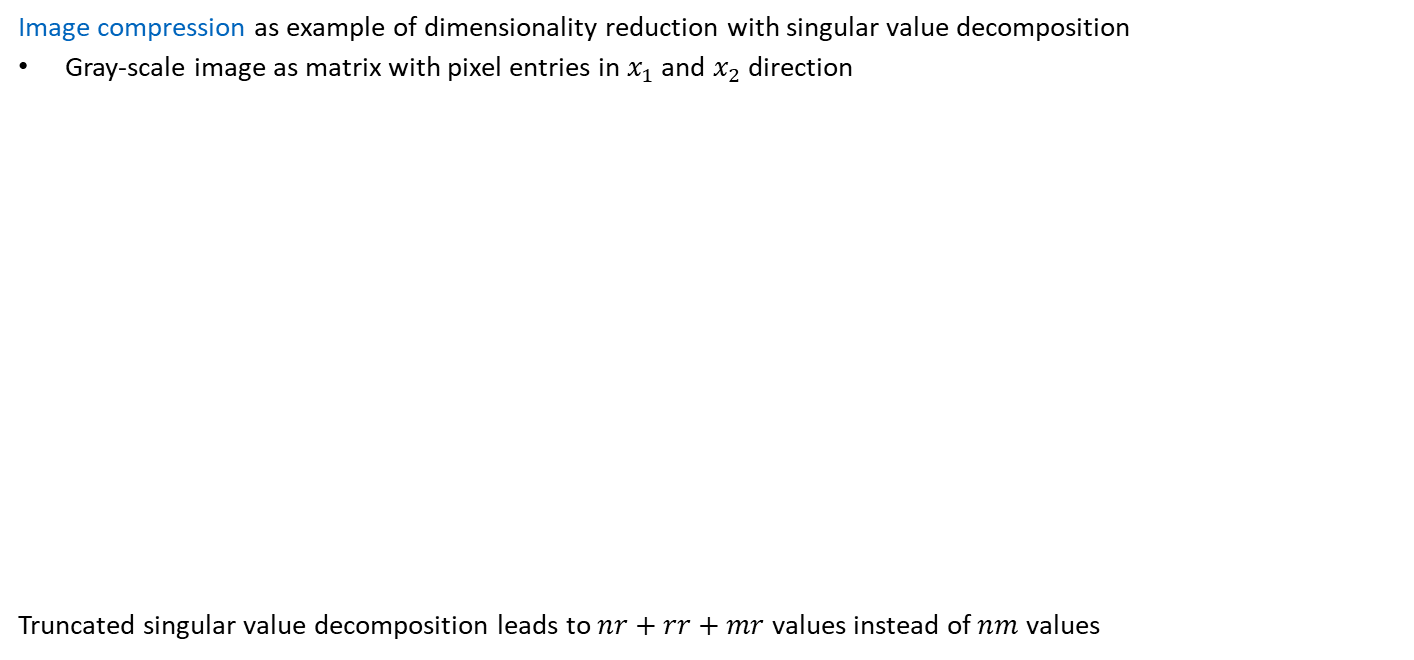 Image compression as example of dimensionality reduction with singular value decomposition
• Gray-scale image as matrix with pixel entries in x₁ and x₂ direction
Truncated singular value decomposition leads to nr + rr + mr values instead of nm values